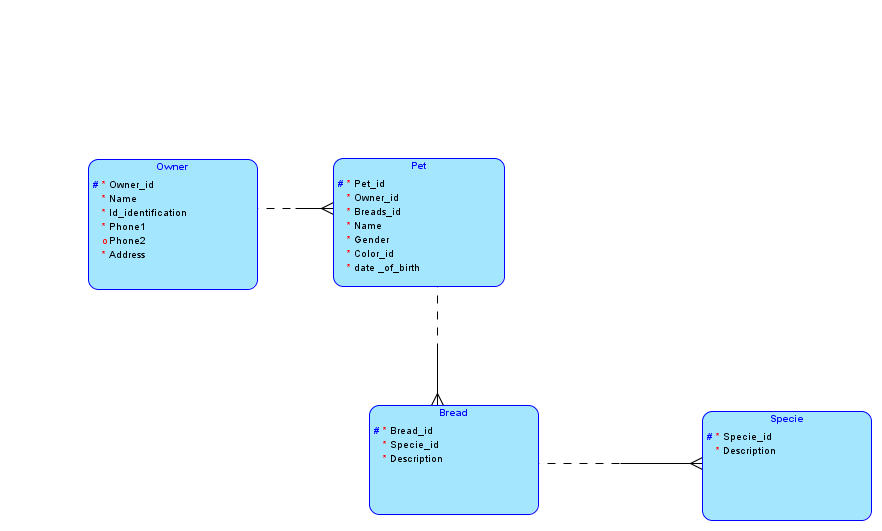 Owner
# * Owner_id
* Name
* Id_identification
* Phone1
o Phone2
* Address
Pet
# * Pet_id
* Owner_id
* Breads_id
* Name
* Gender
* Color_id
* date _of_birth
Bread
# * Bread_id
* Specie_id
* Description
Specie
# * Specie_id
* Description